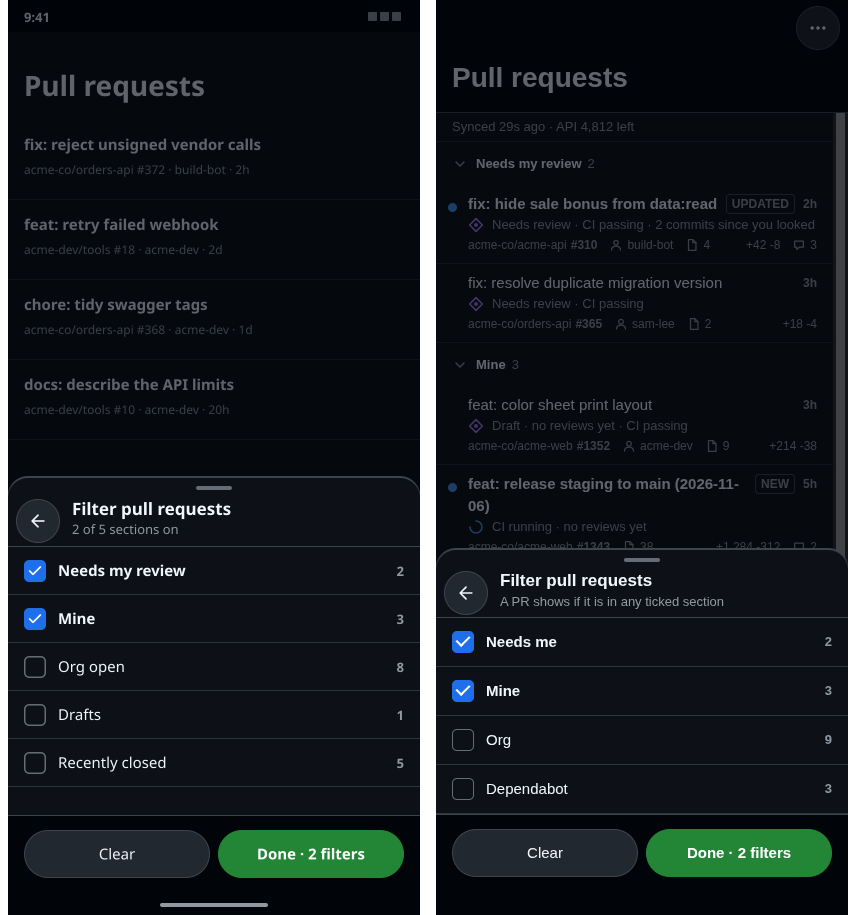 9:41
Pull requests
fix: reject unsigned vendor calls
acme-co/orders-api #372 · build-bot · 2h
feat: retry failed webhook
acme-dev/tools #18 · acme-dev · 2d
chore: tidy swagger tags
acme-co/orders-api #368 · acme-dev · 1d
docs: describe the API limits
acme-dev/tools #10 · acme-dev · 20h
Filter pull requests
2 of 5 sections on
Needs my review 2
Mine 3
Org open 8
Drafts 1
Recently closed 5
Clear
Done · 2 filters
Pull requests
Synced 29s ago · API 4,812 left
Needs my review 2
fix: hide sale bonus from data:read UPDATED 2h
Needs review · CI passing · 2 commits since you looked
acme-co/acme-api #310 build-bot 4 +42 -8 3
fix: resolve duplicate migration version 3h
Needs review · CI passing
acme-co/orders-api #365 sam-lee 2 +18 -4
Mine 3
feat: color sheet print layout 3h
Draft · no reviews yet · CI passing
acme-co/acme-web #1352 acme-dev 9 +214 -38
feat: release staging to main (2026-11-
06) NEW 5h
CI running · no reviews yet
acme-co/acme-web #1343 38 +1,284 -312 2
Filter pull requests
A PR shows if it is in any ticked section
Needs me 2
Mine 3
Org 9
Dependabot 3
Clear
Done · 2 filters